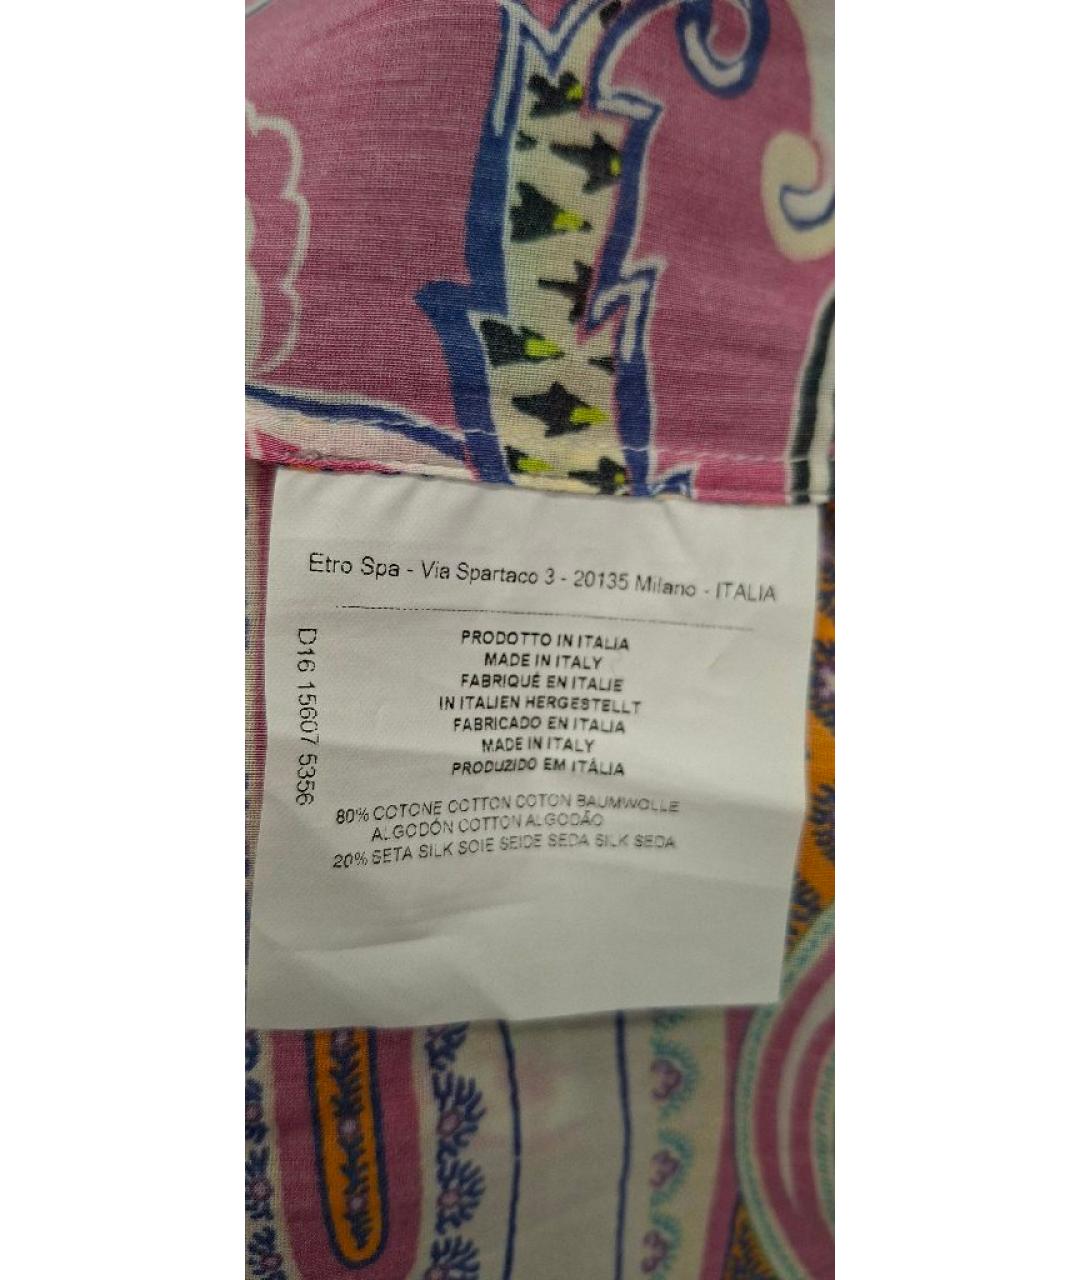 Etro Spa - Via Spartaco 3 - 20135 Milano - ITALIA
D16 15607 5356
PRODOTTO IN ITALIA
MADE IN ITALY
FABRIQUÉ EN ITALIE
IN ITALIEN HERGESTELLT
FABRICADO EN ITALIA
MADE IN ITALY
PRODUZIDO EM ITÁLIA
80% COTONE COTTON COTON BAUMWOLLE
ALGODÓN COTTON ALGODÃO
20% SETA SILK SOIE SEIDE SEDA SILK SEDA